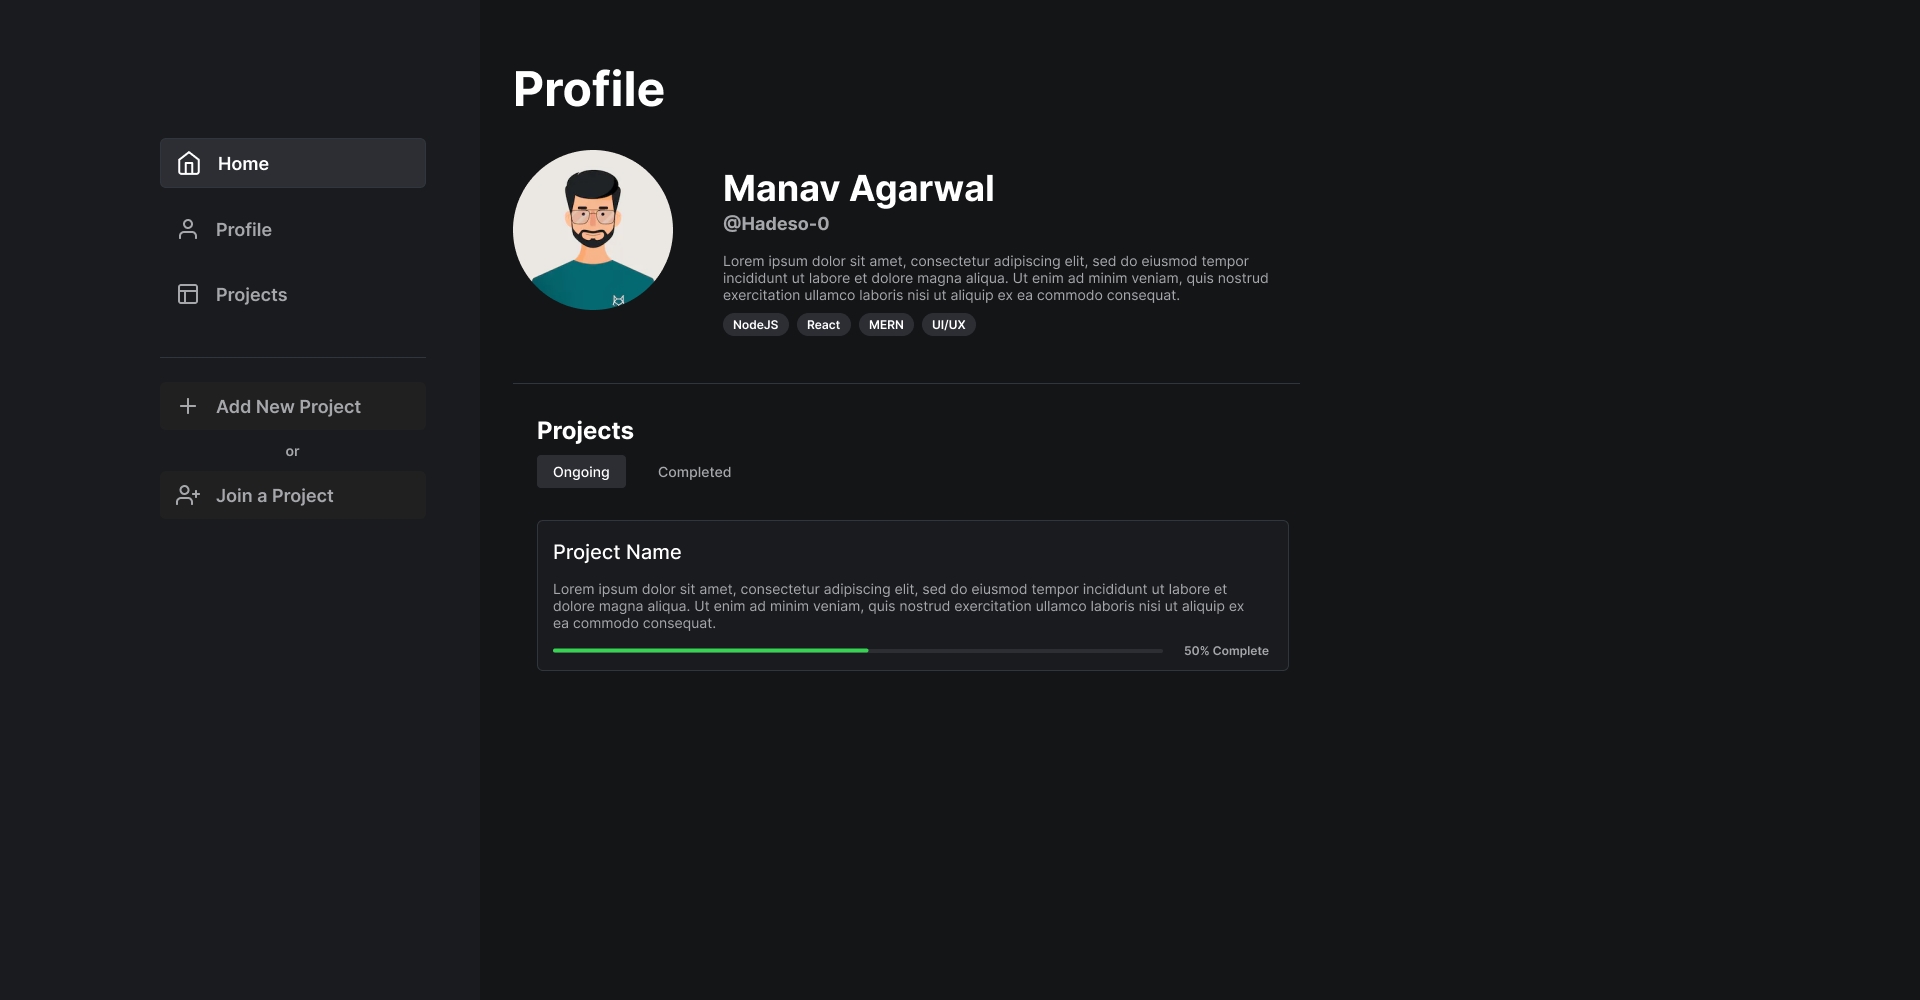 Profile
Home
Profile
Projects
Add New Project
or
Join a Project
Manav Agarwal
@Hadeso-0
Lorem ipsum dolor sit amet, consectetur adipiscing elit, sed do eiusmod tempor
incididunt ut labore et dolore magna aliqua. Ut enim ad minim veniam, quis nostrud
exercitation ullamco laboris nisi ut aliquip ex ea commodo consequat.
NodeJS React MERN UI/UX
Projects
Ongoing Completed
Project Name
Lorem ipsum dolor sit amet, consectetur adipiscing elit, sed do eiusmod tempor incididunt ut labore et
dolore magna aliqua. Ut enim ad minim veniam, quis nostrud exercitation ullamco laboris nisi ut aliquip ex
ea commodo consequat.
50% Complete